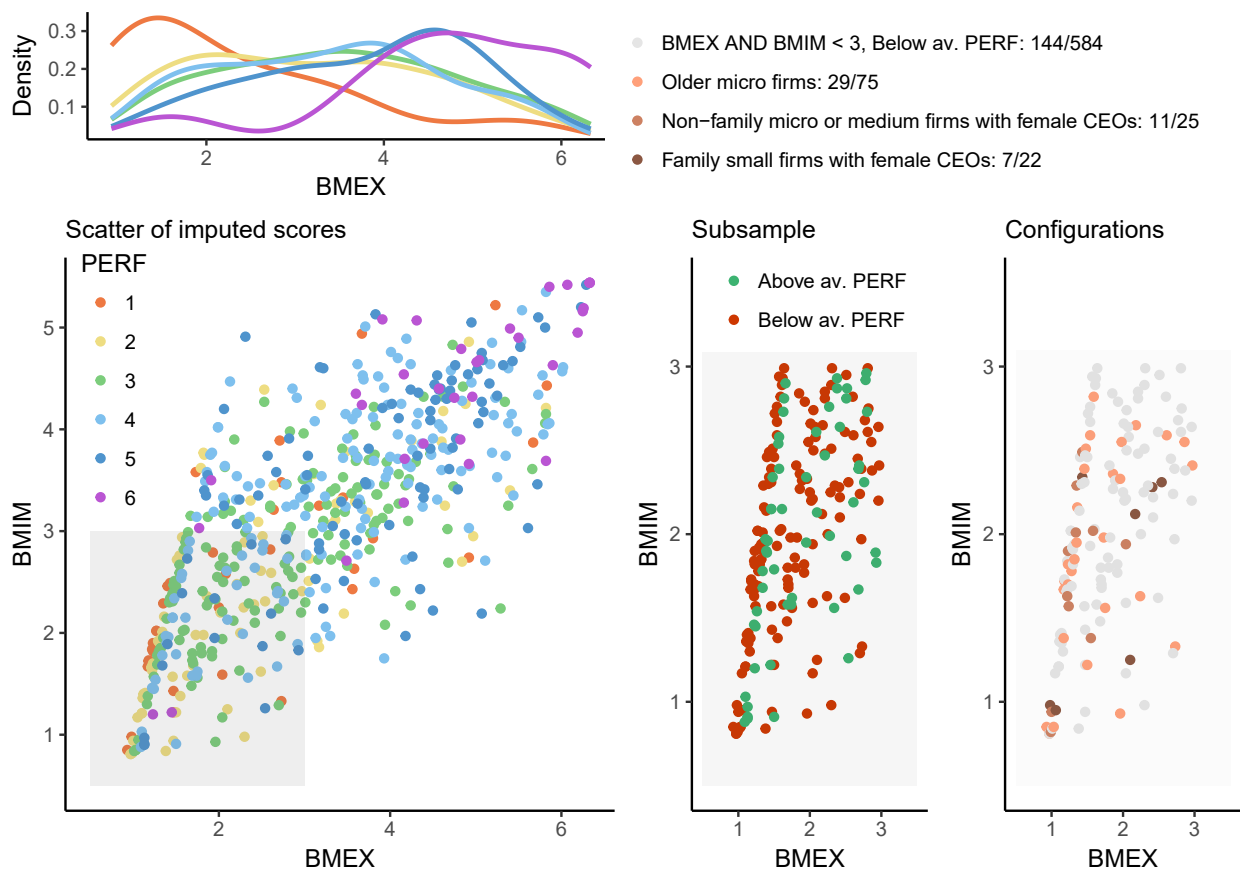 Density
0.3
0.2
0.1
2
4
6
BMEX
BMEX AND BMIM < 3, Below av. PERF: 144/584
Older micro firms: 29/75
Non−family micro or medium firms with female CEOs: 11/25
Family small firms with female CEOs: 7/22
Scatter of imputed scores
PERF
1
2
3
4
5
6
BMIM
5
4
3
2
1
2
4
6
BMEX
Subsample
Above av. PERF
Below av. PERF
BMIM
3
2
1
1
2
3
BMEX
Configurations
BMIM
3
2
1
1
2
3
BMEX